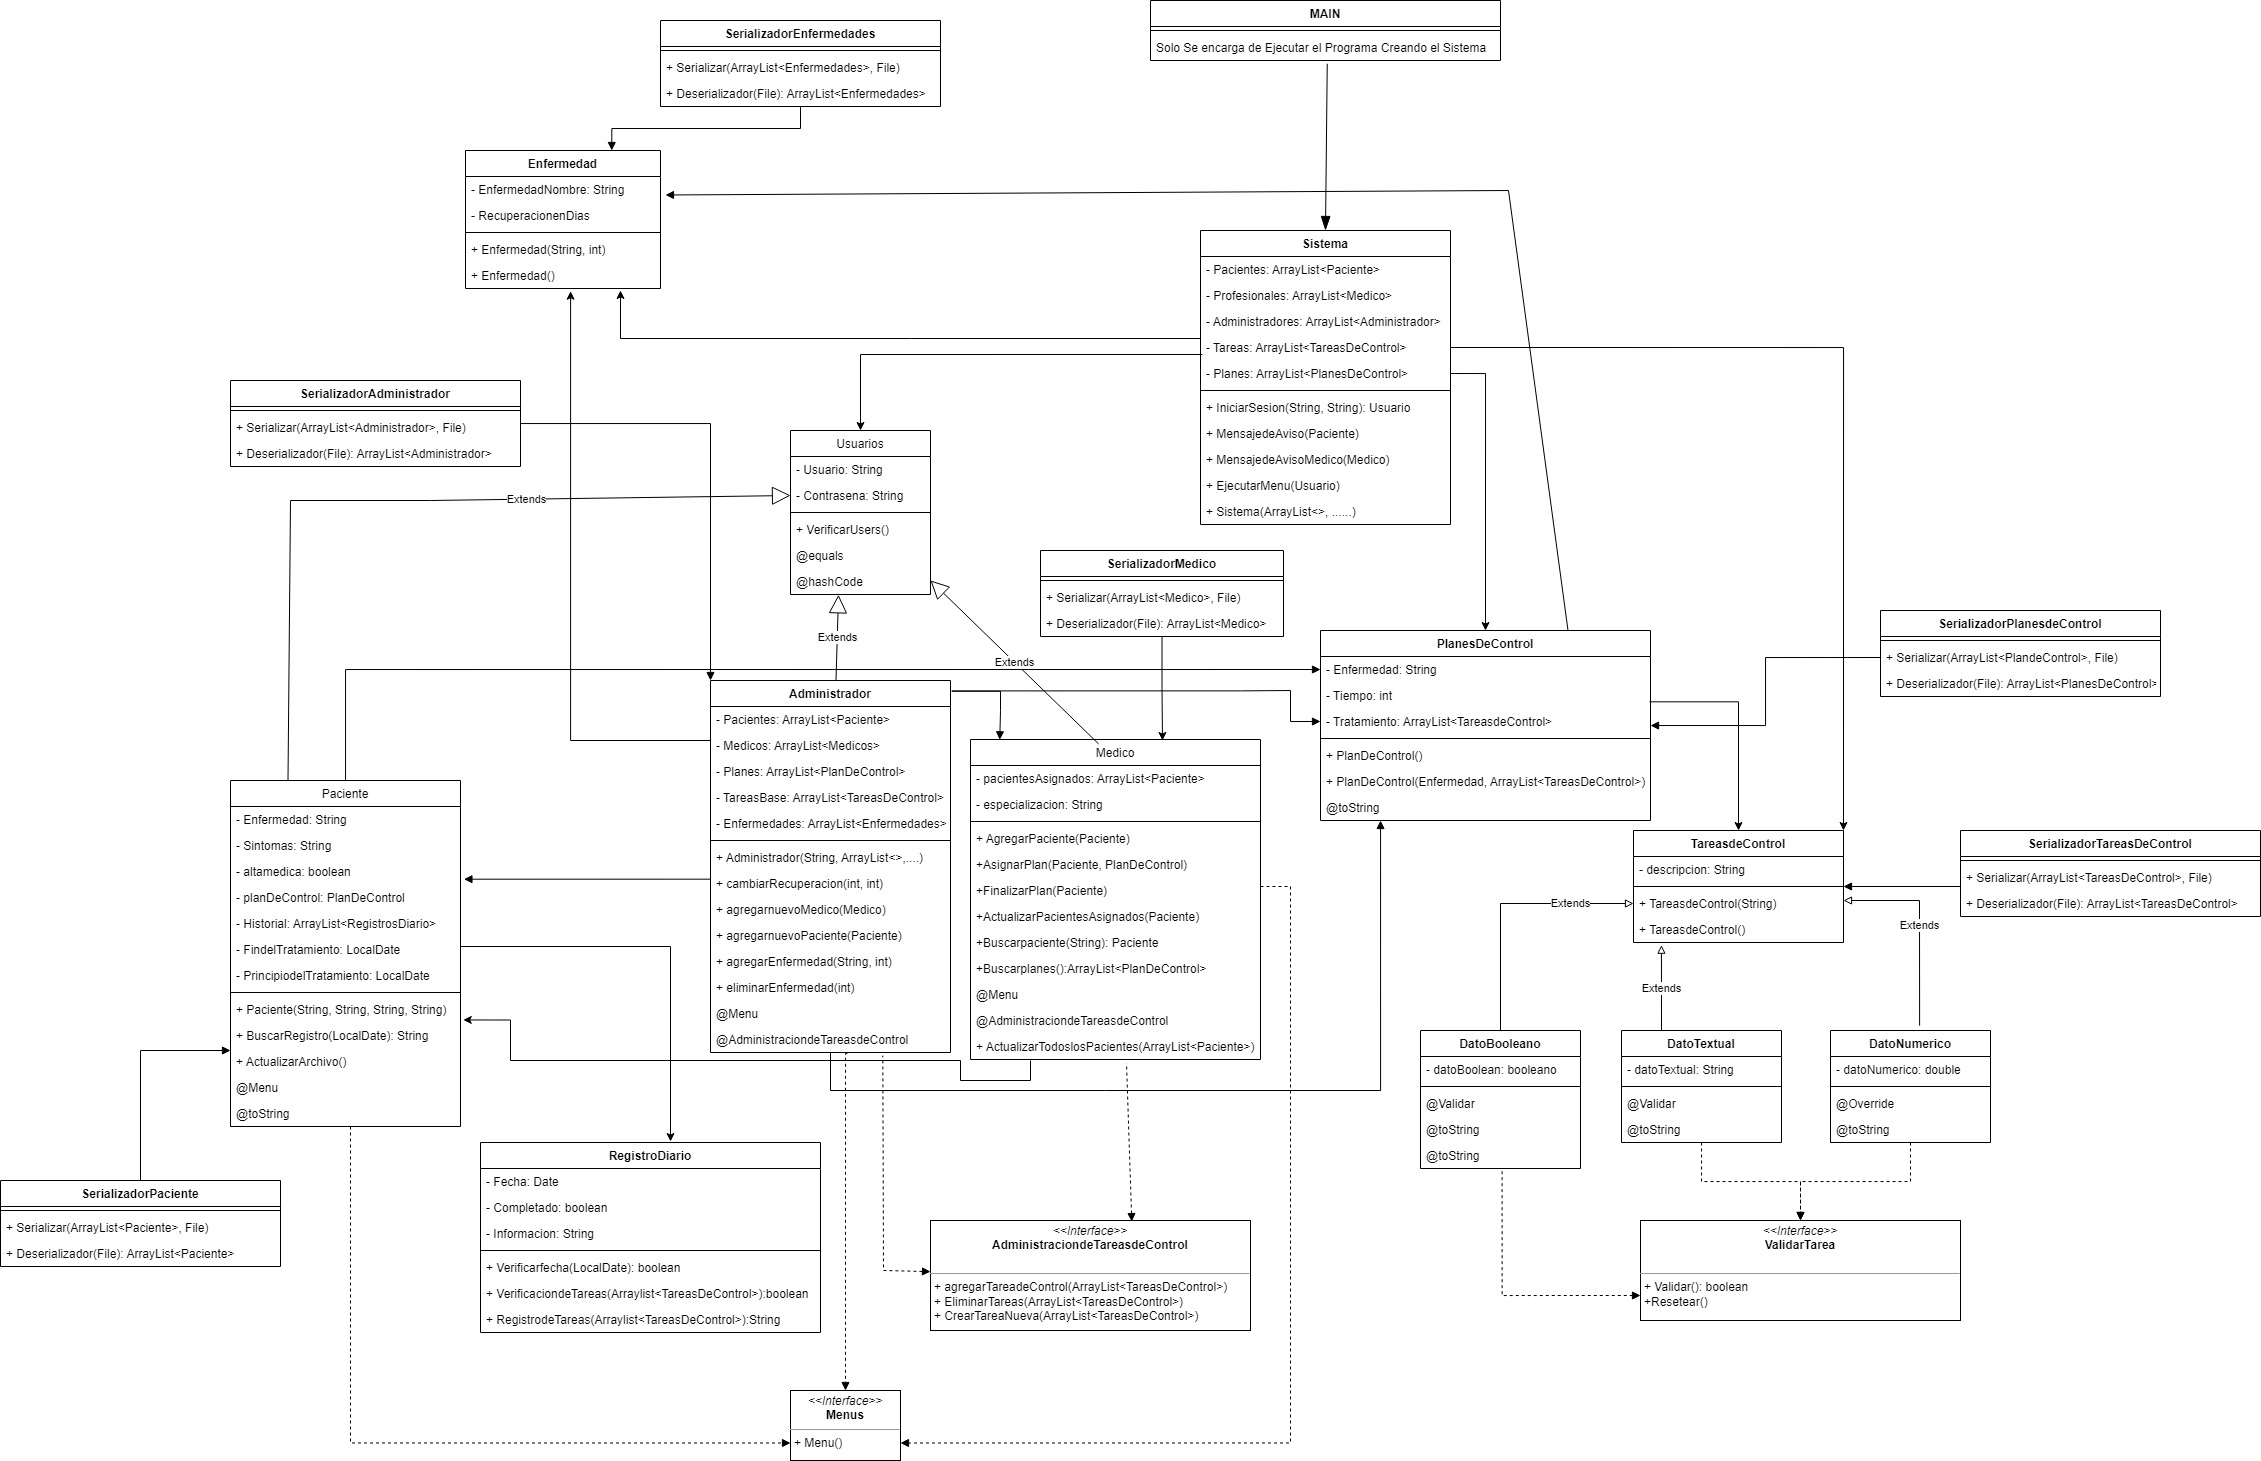 MAIN
Solo Se encarga de Ejecutar el Programa Creando el Sistema
SerializadorEnfermedades
+ Serializar(ArrayList<Enfermedades>, File)
+ Deserializador(File): ArrayList<Enfermedades>
Enfermedad
- EnfermedadNombre: String
- RecuperacionenDias
+ Enfermedad(String, int)
+ Enfermedad()
Sistema
- Pacientes: ArrayList<Paciente>
- Profesionales: ArrayList<Medico>
- Administradores: ArrayList<Administrador>
- Tareas: ArrayList<TareasDeControl>
- Planes: ArrayList<PlanesDeControl>
+ IniciarSesion(String, String): Usuario
+ MensajedeAviso(Paciente)
+ MensajedeAvisoMedico(Medico)
+ EjecutarMenu(Usuario)
+ Sistema(ArrayList<>, ......)
SerializadorAdministrador
+ Serializar(ArrayList<Administrador>, File)
+ Deserializador(File): ArrayList<Administrador>
Usuarios
- Usuario: String
- Contrasena: String
+ VerificarUsers()
@equals
@hashCode
Extends
Extends
Extends
SerializadorMedico
+ Serializar(ArrayList<Medico>, File)
+ Deserializador(File): ArrayList<Medico>
PlanesDeControl
- Enfermedad: String
- Tiempo: int
- Tratamiento: ArrayList<TareasdeControl>
+ PlanDeControl()
+ PlanDeControl(Enfermedad, ArrayList<TareasDeControl>)
@toString
SerializadorPlanesdeControl
+ Serializar(ArrayList<PlandeControl>, File)
+ Deserializador(File): ArrayList<PlanesDeControl>
Administrador
- Pacientes: ArrayList<Paciente>
- Medicos: ArrayList<Medicos>
- Planes: ArrayList<PlanDeControl>
- TareasBase: ArrayList<TareasDeControl>
- Enfermedades: ArrayList<Enfermedades>
+ Administrador(String, ArrayList<>,....)
+ cambiarRecuperacion(int, int)
+ agregarnuevoMedico(Medico)
+ agregarnuevoPaciente(Paciente)
+ agregarEnfermedad(String, int)
+ eliminarEnfermedad(int)
@Menu
@AdministraciondeTareasdeControl
Medico
- pacientesAsignados: ArrayList<Paciente>
- especializacion: String
+ AgregarPaciente(Paciente)
+AsignarPlan(Paciente, PlanDeControl)
+FinalizarPlan(Paciente)
+ActualizarPacientesAsignados(Paciente)
+Buscarpaciente(String): Paciente
+Buscarplanes():ArrayList<PlanDeControl>
@Menu
@AdministraciondeTareasdeControl
+ ActualizarTodoslosPacientes(ArrayList<Paciente>)
Paciente
- Enfermedad: String
- Sintomas: String
- altamedica: boolean
- planDeControl: PlanDeControl
- Historial: ArrayList<RegistrosDiario>
- FindelTratamiento: LocalDate
- PrincipiodelTratamiento: LocalDate
+ Paciente(String, String, String, String)
+ BuscarRegistro(LocalDate): String
+ ActualizarArchivo()
@Menu
@toString
TareasdeControl
- descripcion: String
+ TareasdeControl(String)
+ TareasdeControl()
SerializadorTareasDeControl
+ Serializar(ArrayList<TareasDeControl>, File)
+ Deserializador(File): ArrayList<TareasDeControl>
Extends
Extends
Extends
DatoBooleano
- datoBoolean: booleano
@Validar
@toString
@toString
DatoTextual
- datoTextual: String
@Validar
@toString
DatoNumerico
- datoNumerico: double
@Override
@toString
RegistroDiario
- Fecha: Date
- Completado: boolean
- Informacion: String
+ Verificarfecha(LocalDate): boolean
+ VerificaciondeTareas(Arraylist<TareasDeControl>):boolean
+ RegistrodeTareas(Arraylist<TareasDeControl>):String
SerializadorPaciente
+ Serializar(ArrayList<Paciente>, File)
+ Deserializador(File): ArrayList<Paciente>
<<Interface>>
AdministraciondeTareasdeControl
+ agregarTareadeControl(ArrayList<TareasDeControl>)
+ EliminarTareas(ArrayList<TareasDeControl>)
+ CrearTareaNueva(ArrayList<TareasDeControl>)
<<Interface>>
ValidarTarea
+ Validar(): boolean
+Resetear()
<<Interface>>
Menus
+ Menu()